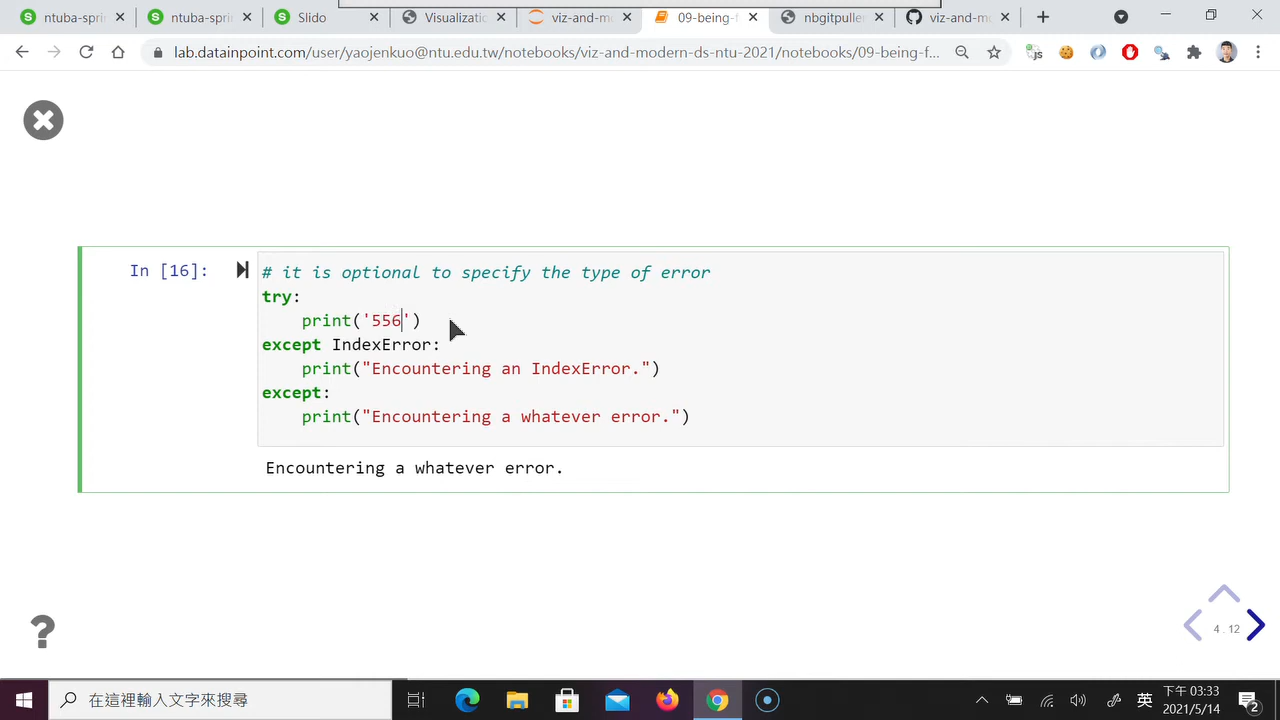 ntuba-spri
ntuba-spri
Slido
Visualizatio
viz-and-mo
09-being-f
nbgitpuller
viz-and-mo
lab.datainpoint.com/user/yaojenkuo@ntu.edu.tw/notebooks/viz-and-modern-ds-ntu-2021/notebooks/09-being-f...
In [16]:
# it is optional to specify the type of error
try:
print('556')
except IndexError:
print("Encountering an IndexError.")
except:
print("Encountering a whatever error.")
Encountering a whatever error.
4 . 12
在這裡輸入文字來搜尋
英
下午 03:33
2021/5/14
2